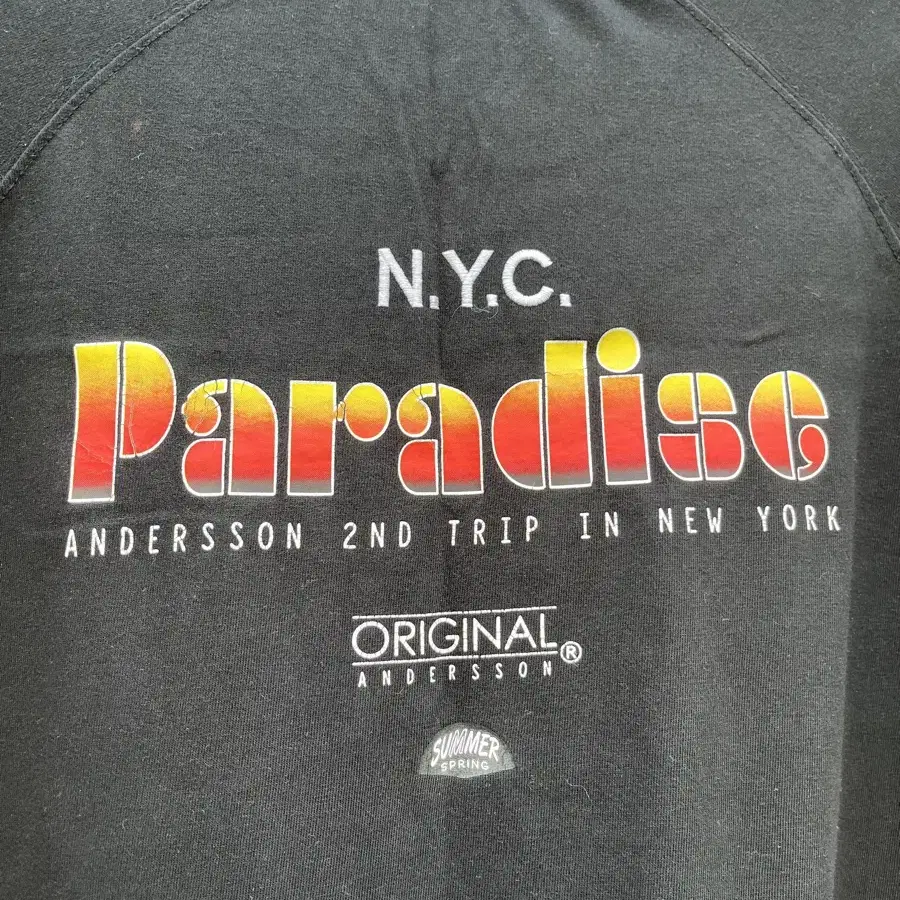 N.Y.C.
Paradise
ANDERSSON 2ND TRIP IN NEW YORK
ORIGINAL®
ANDERSSON
SUMMER
SPRING